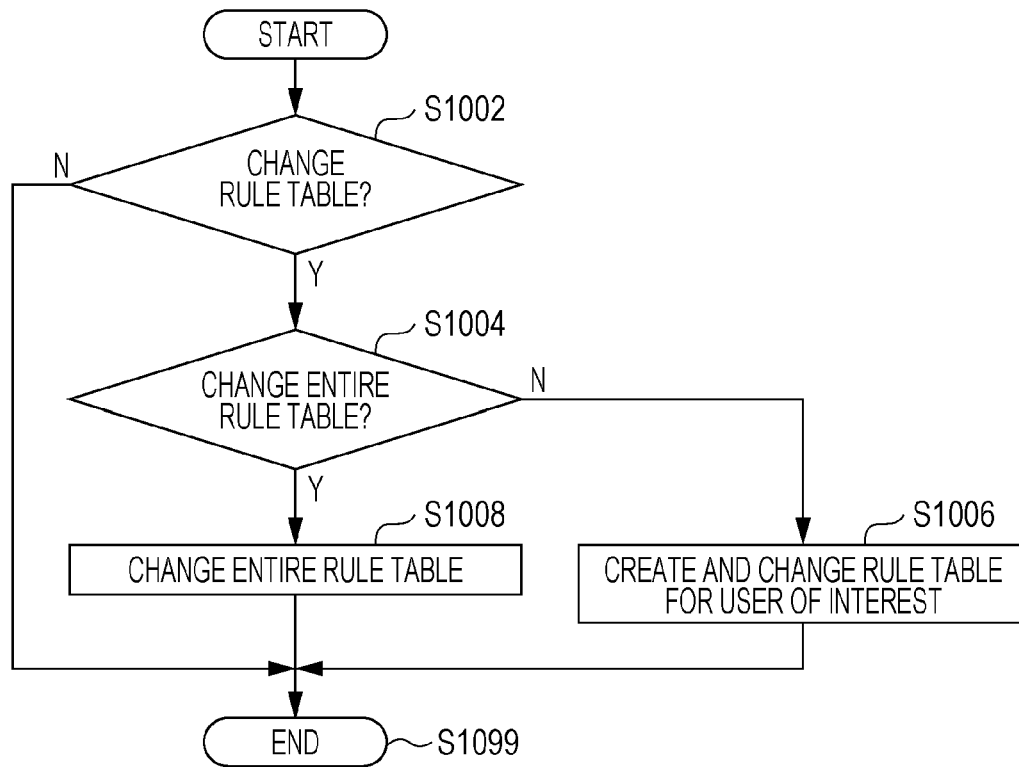 START
S1002
N
CHANGE
RULE TABLE?
Y
S1004
CHANGE ENTIRE
RULE TABLE?
N
Y
S1008
CHANGE ENTIRE RULE TABLE
S1006
CREATE AND CHANGE RULE TABLE
FOR USER OF INTEREST
END
S1099